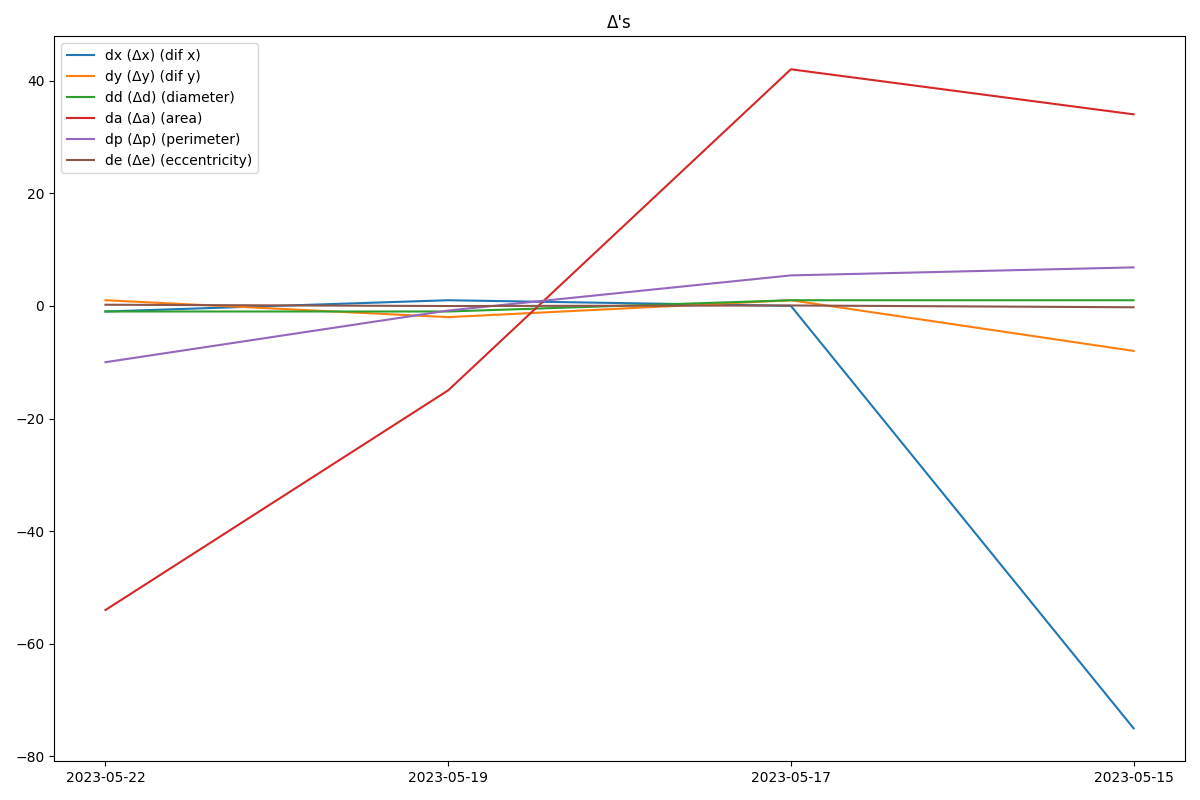 Δ's
dx (Δx) (dif x)
dy (Δy) (dif y)
dd (Δd) (diameter)
da (Δa) (area)
dp (Δp) (perimeter)
de (Δe) (eccentricity)
40
20
0
−20
−40
−60
−80
2023-05-22 2023-05-19 2023-05-17 2023-05-15